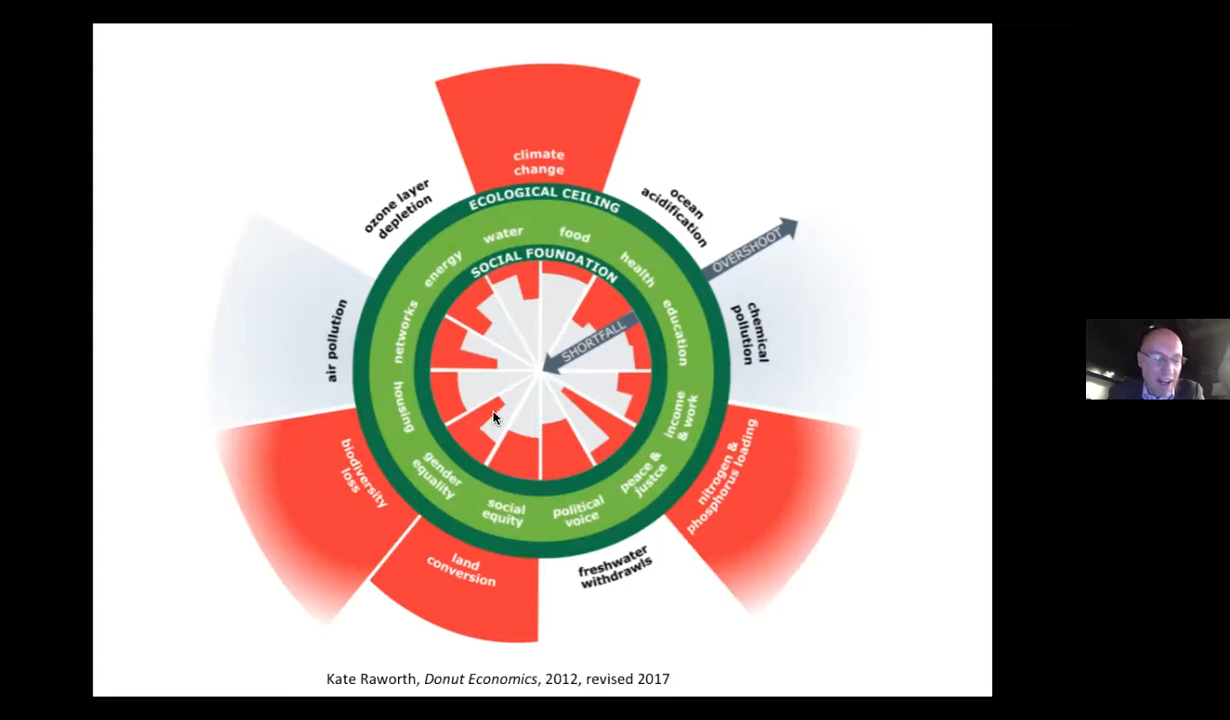 climate
change
ozone layer
depletion
ocean
acidification
ECOLOGICAL CEILING
OVERSHOOT
water
food
energy
health
SOCIAL FOUNDATION
networks
education
SHORTFALL
air pollution
chemical
pollution
housing
income
& work
biodiversity
loss
nitrogen &
phosphorus loading
gender
equality
peace &
justce
social
equity
political
voice
land
conversion
freshwater
withdrawls
Kate Raworth, Donut Economics, 2012, revised 2017